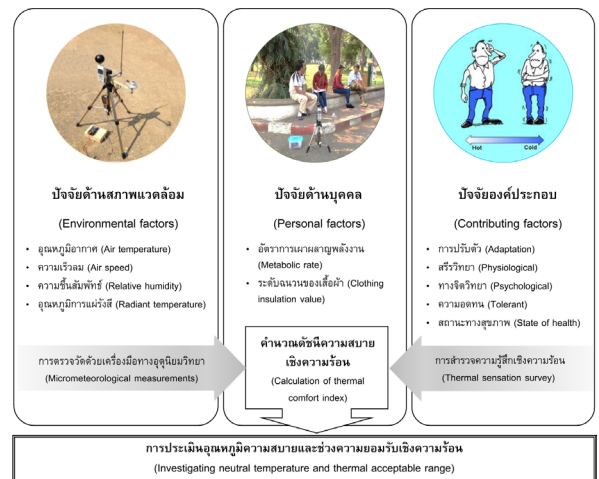 ปัจจัยด้านสภาพแวดล้อม
(Environmental factors)
• อุณหภูมิอากาศ (Air temperature)
• ความเร็วลม (Air speed)
• ความชื้นสัมพัทธ์ (Relative humidity)
• อุณหภูมิการแผ่รังสี (Radiant temperature)
การตรวจวัดด้วยเครื่องมือทางอุตุนิยมวิทยา
(Micrometeorological measurements)
ปัจจัยด้านบุคคล
(Personal factors)
• อัตราการเผาผลาญพลังงาน
(Metabolic rate)
• ระดับฉนวนของเสื้อผ้า (Clothing
insulation value)
คำนวณดัชนีความสบาย
เชิงความร้อน
(Calculation of thermal
comfort index)
Hot Cold
ปัจจัยองค์ประกอบ
(Contributing factors)
• การปรับตัว (Adaptation)
• สรีรวิทยา (Physiological)
• ทางจิตวิทยา (Psychological)
• ความอดทน (Tolerant)
• สถานะทางสุขภาพ (State of health)
การสำรวจความรู้สึกเชิงความร้อน
(Thermal sensation survey)
การประเมินอุณหภูมิความสบายและช่วงความยอมรับเชิงความร้อน
(Investigating neutral temperature and thermal acceptable range)